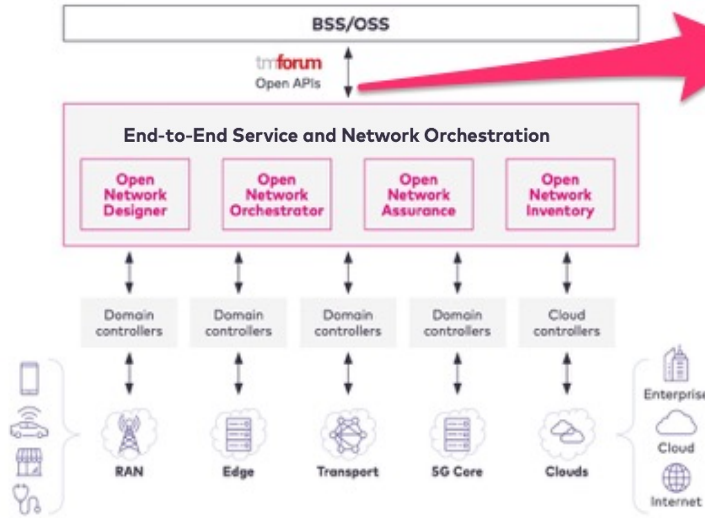 BSS/OSS
tmforum
Open APIs
End-to-End Service and Network Orchestration
Open
Network
Designer
Open
Network
Orchestrator
Open
Network
Assurance
Open
Network
Inventory
Domain
controllers
Domain
controllers
Domain
controllers
Domain
controllers
Cloud
controllers
RAN
Edge
Transport
5G Core
Clouds
Enterprise
Cloud
Internet